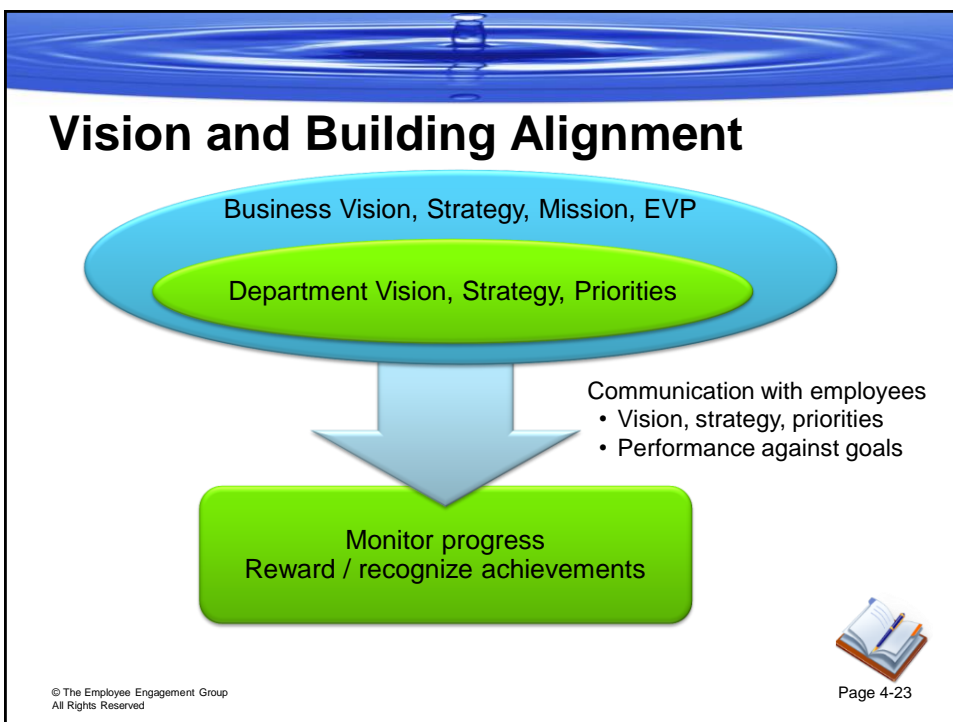 Vision and Building Alignment
Business Vision, Strategy, Mission, EVP
Department Vision, Strategy, Priorities
Communication with employees
• Vision, strategy, priorities
• Performance against goals
Monitor progress
Reward / recognize achievements
© The Employee Engagement Group
All Rights Reserved
Page 4-23